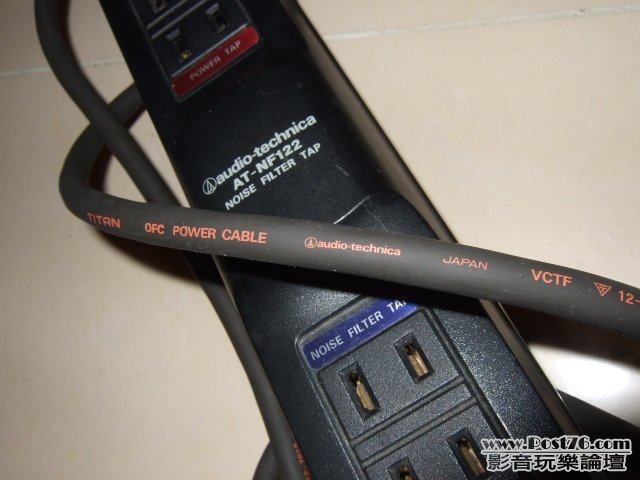 POWER TAP
audio-technica
AT-NF122
NOISE FILTER TAP
TITAN OFC POWER CABLE audio-technica JAPAN VCTF 12-
NOISE FILTER TAP
www.Post76.com
影音玩樂論壇